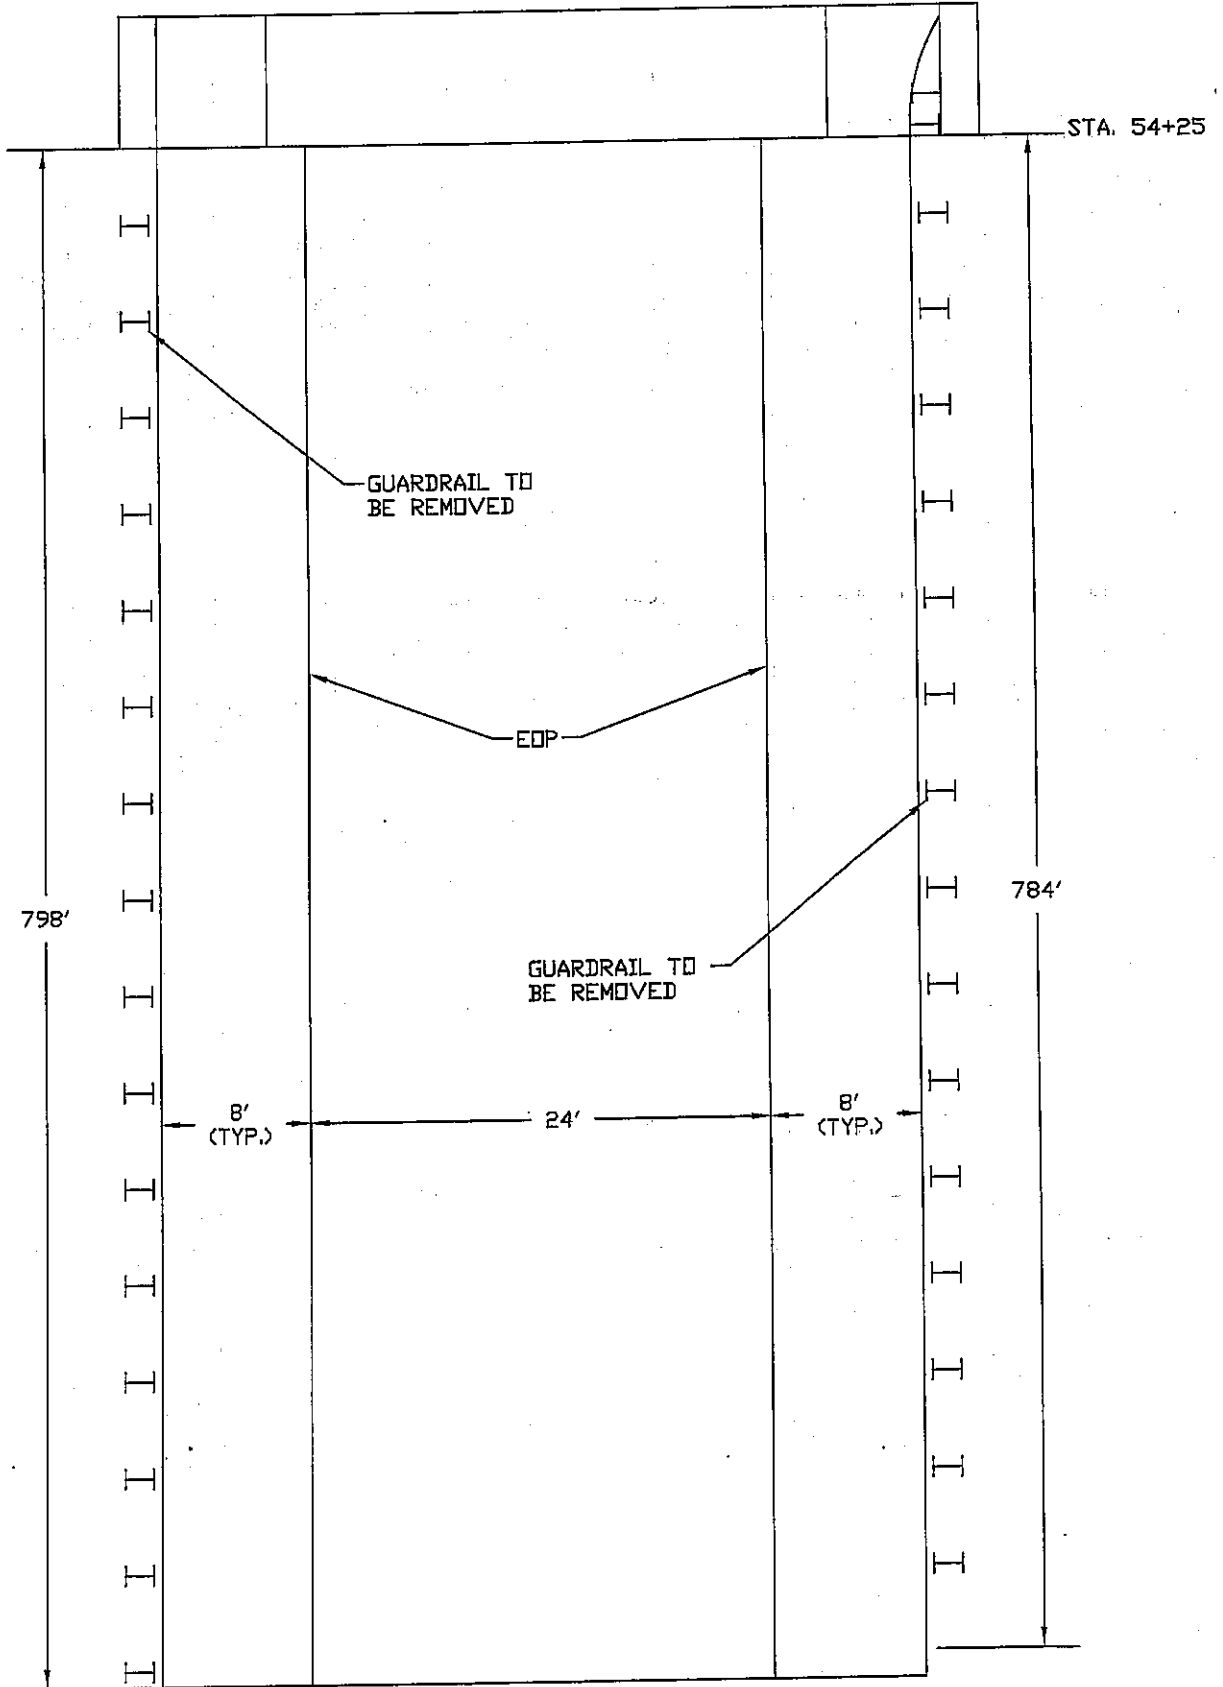 STA. 54+25
GUARDRAIL TO
BE REMOVED
EOP
798'
784'
GUARDRAIL TO
BE REMOVED
8'
(TYP.)
24'
8'
(TYP.)